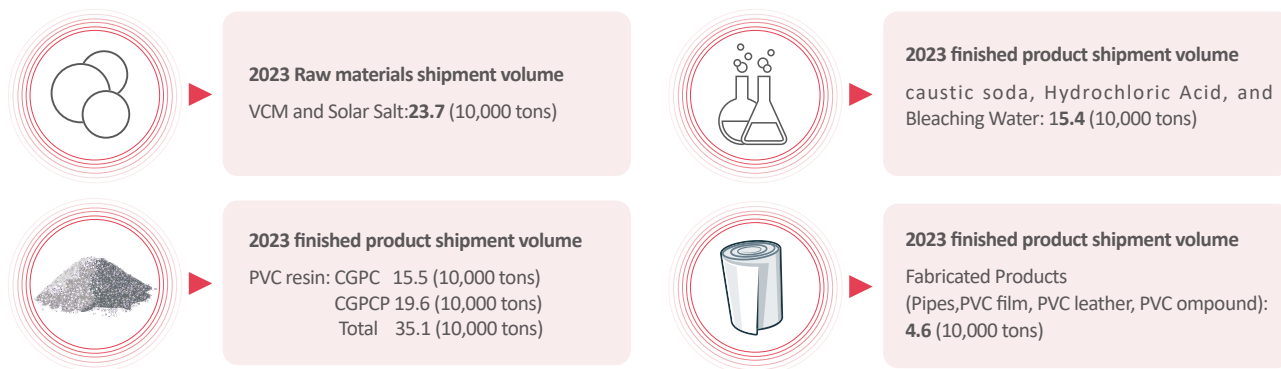 2023 Raw materials shipment volume
VCM and Solar Salt:23.7 (10,000 tons)
2023 finished product shipment volume
caustic soda, Hydrochloric Acid, and
Bleaching Water: 15.4 (10,000 tons)
2023 finished product shipment volume
PVC resin: CGPC 15.5 (10,000 tons)
CGPCP 19.6 (10,000 tons)
Total 35.1 (10,000 tons)
2023 finished product shipment volume
Fabricated Products
(Pipes,PVC film, PVC leather, PVC ompound):
4.6 (10,000 tons)